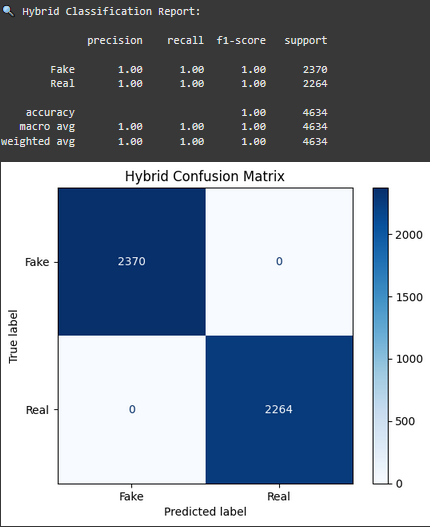 🔍 Hybrid Classification Report:
precision recall f1-score support
Fake 1.00 1.00 1.00 2370
Real 1.00 1.00 1.00 2264
accuracy 1.00 4634
macro avg 1.00 1.00 1.00 4634
weighted avg 1.00 1.00 1.00 4634
Hybrid Confusion Matrix
True label
Fake 2370 0
Real 0 2264
Fake Real
Predicted label
2000
1500
1000
500
0